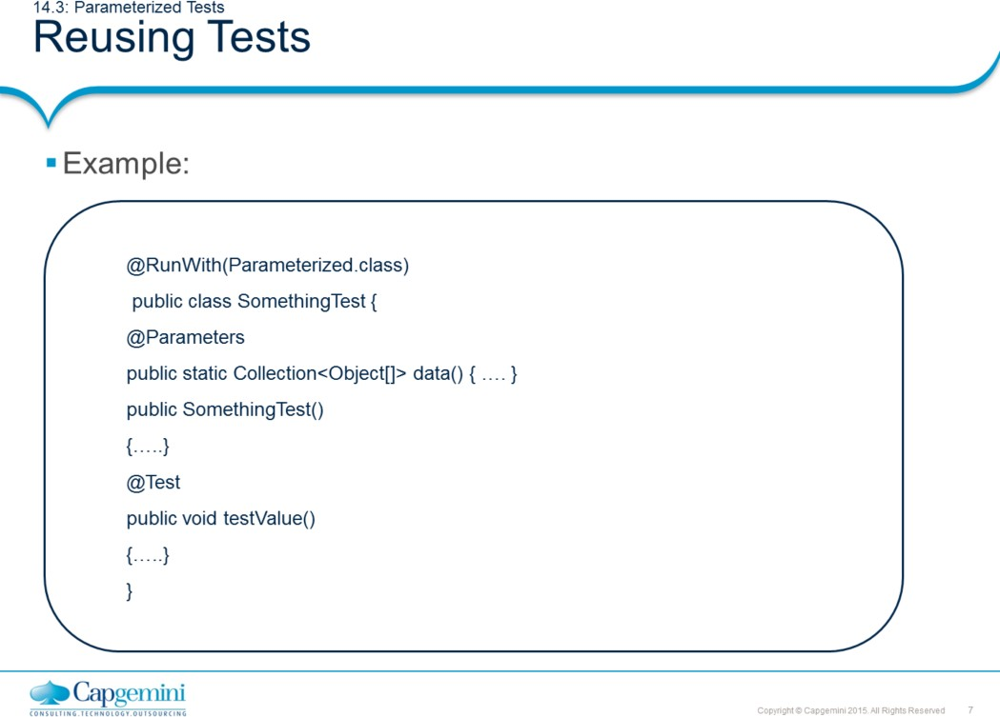 14.3: Parameterized Tests
Reusing Tests
Example:
@RunWith(Parameterized.class)
public class SomethingTest {
@Parameters
public static Collection<Object[]> data() { …. }
public SomethingTest()
{…..}
@Test
public void testValue()
{…..}
}
Capgemini
CONSULTING.TECHNOLOGY.OUTSOURCING
Copyright © Capgemini 2015. All Rights Reserved 7